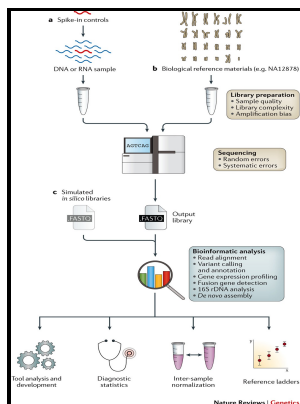 a Spike-in controls
DNA or RNA sample
b Biological reference materials (e.g. NA12878)
Library preparation
• Sample quality
• Library complexity
• Amplification bias
AGTCAG
Sequencing
• Random errors
• Systematic errors
c Simulated
in silico libraries
FASTQ
FASTQ
Output
library
Bioinformatic analysis
• Read alignment
• Variant calling
and annotation
• Gene expression profiling
• Fusion gene detection
• 16S rDNA analysis
• De novo assembly
Tool analysis and
development
Diagnostic
statistics
Inter-sample
normalization
Reference ladders
Nature Reviews | Genetics